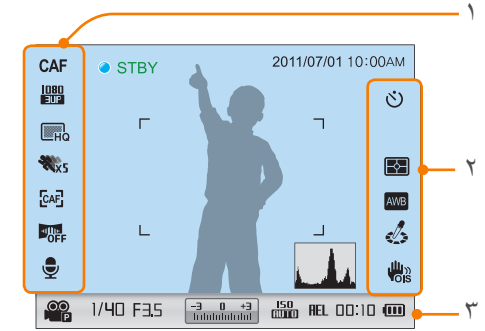 ١
CAF
STBY
2011/07/01 10:00AM
1080
30P
HQ
x5
CAF
OFF
AWB
OIS
٢
P
1/40 F3.5
-3 0 +3
ISO
AUTO
AEL 00:10
٣